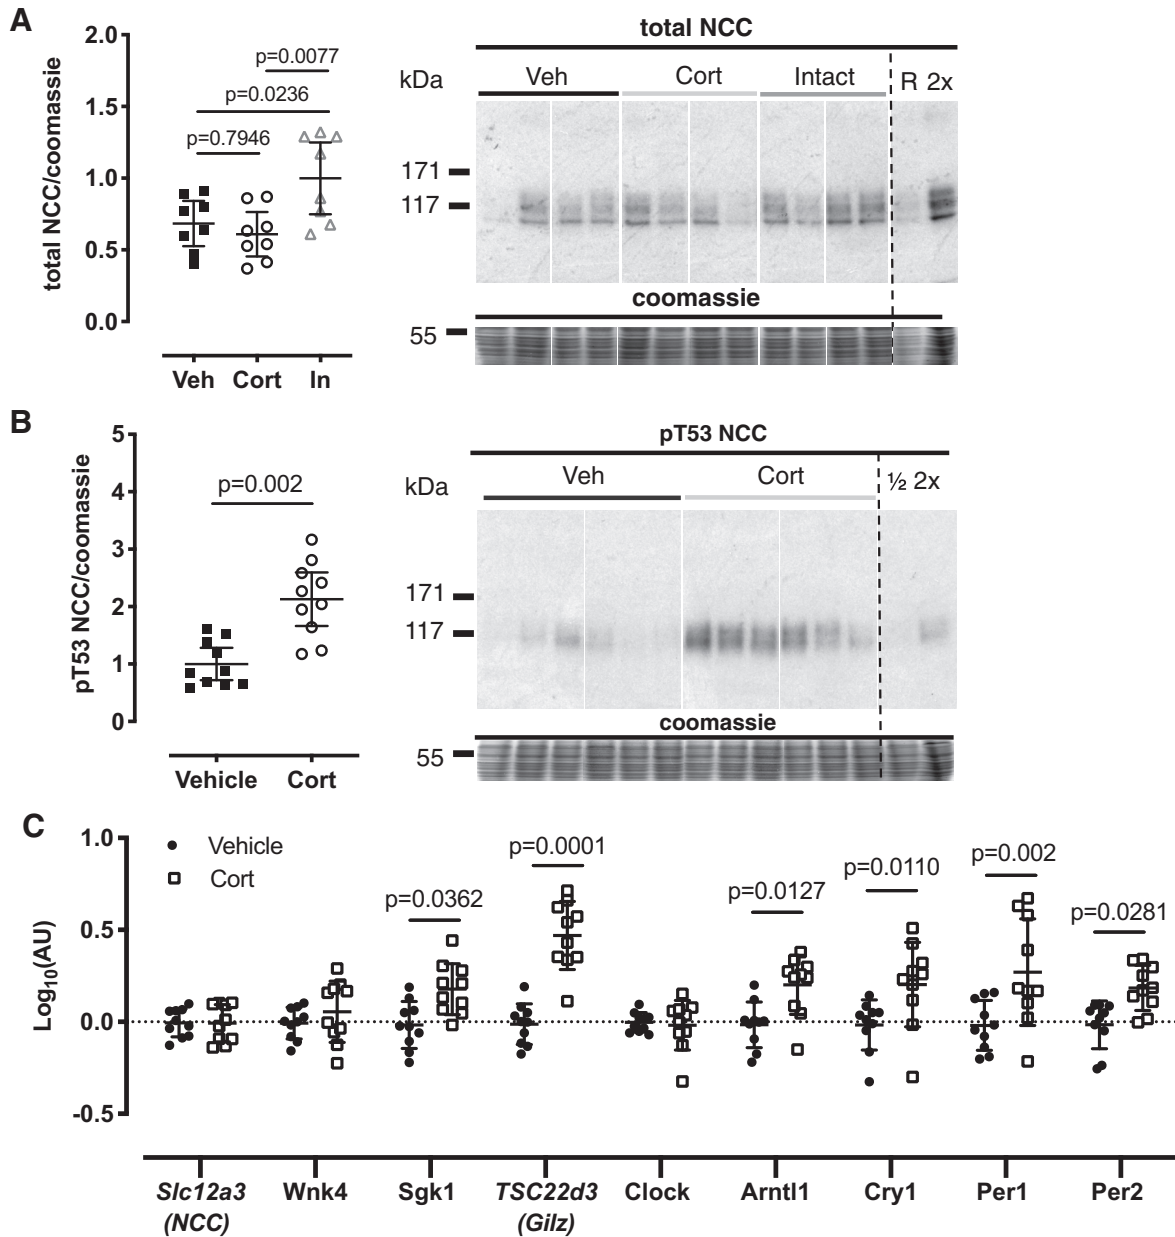 A
total NCC/coomassie
2.0
1.5
1.0
0.5
0.0
p=0.0077
p=0.0236
p=0.7946
Veh Cort In
total NCC
kDa
Veh Cort Intact R 2x
171
117
coomassie
55
B
pT53 NCC/coomassie
5
4
3
2
1
0
p=0.002
Vehicle Cort
pT53 NCC
kDa
Veh Cort ½ 2x
171
117
coomassie
55
C
Log10(AU)
1.0
0.5
0.0
-0.5
Vehicle
Cort
p=0.0362
p=0.0001
p=0.0127
p=0.0110
p=0.002
p=0.0281
Slc12a3 Wnk4 Sgk1 TSC22d3 Clock Arntl1 Cry1 Per1 Per2
(NCC) (Gilz)